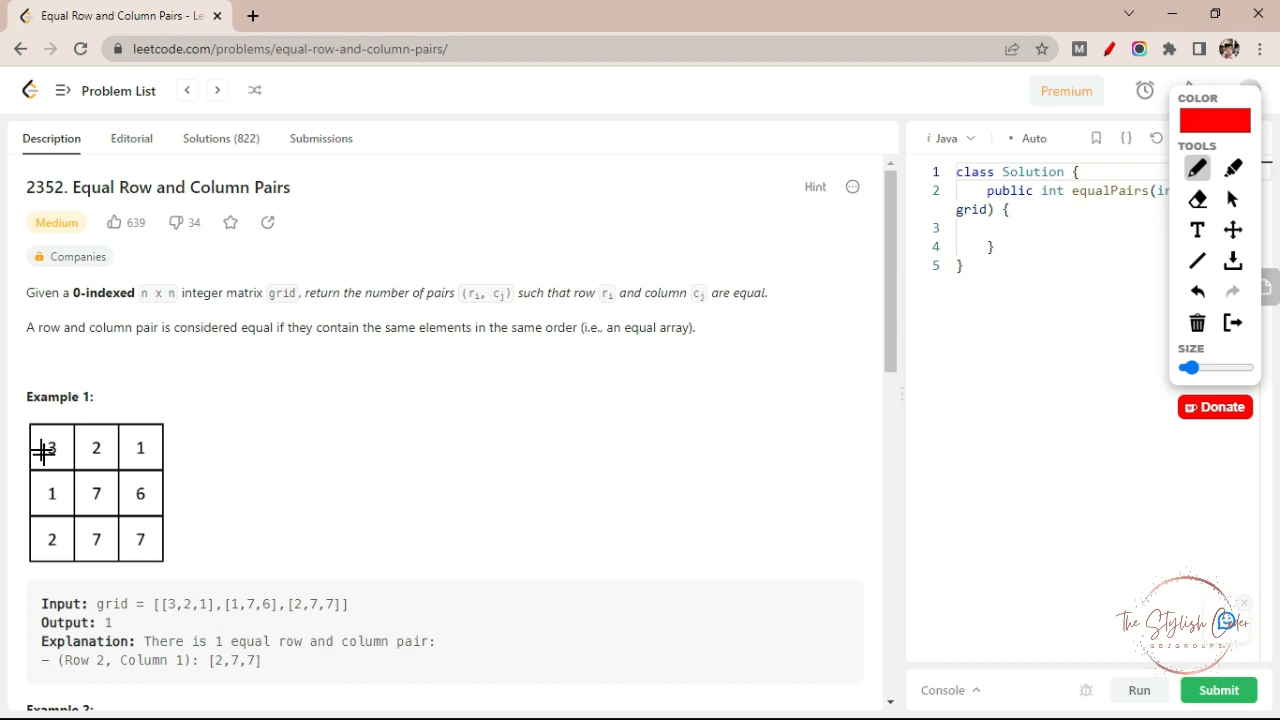 Equal Row and Column Pairs - Le
leetcode.com/problems/equal-row-and-column-pairs/
Problem List
Premium
Description Editorial Solutions (822) Submissions
2352. Equal Row and Column Pairs
Hint
Medium 639 34
Companies
Given a 0-indexed n x n integer matrix grid, return the number of pairs (ri, cj) such that row ri and column cj are equal.
A row and column pair is considered equal if they contain the same elements in the same order (i.e., an equal array).
Example 1:
3 2 1
1 7 6
2 7 7
Input: grid = [[3,2,1],[1,7,6],[2,7,7]]
Output: 1
Explanation: There is 1 equal row and column pair:
- (Row 2, Column 1): [2,7,7]
Example 2:
i Java • Auto {}
1 class Solution {
2 public int equalPairs(in
grid) {
3
4 }
5 }
COLOR
TOOLS
T
SIZE
Donate
The Stylish Coder
GBJGROUPS
Console Run Submit
M